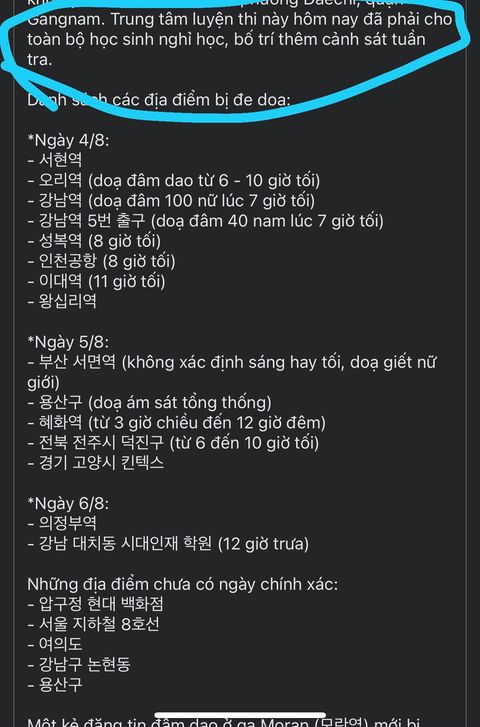 Gangnam. Trung tâm luyện thi này hôm nay đã phải cho
toàn bộ học sinh nghỉ học, bố trí thêm cảnh sát tuần
tra.
Danh sách các địa điểm bị đe doạ:
*Ngày 4/8:
- 서현역
- 오리역 (doạ đâm dao từ 6 - 10 giờ tối)
- 강남역 (doạ đâm 100 nữ lúc 7 giờ tối)
- 강남역 5번 출구 (doạ đâm 40 nam lúc 7 giờ tối)
- 성복역 (8 giờ tối)
- 인천공항 (8 giờ tối)
- 이대역 (11 giờ tối)
- 왕십리역
*Ngày 5/8:
- 부산 서면역 (không xác định sáng hay tối, doạ giết nữ
giới)
- 용산구 (doạ ám sát tổng thống)
- 혜화역 (từ 3 giờ chiều đến 12 giờ đêm)
- 전북 전주시 덕진구 (từ 6 đến 10 giờ tối)
- 경기 고양시 킨텍스
*Ngày 6/8:
- 의정부역
- 강남 대치동 시대인재 학원 (12 giờ trưa)
Những địa điểm chưa có ngày chính xác:
- 압구정 현대 백화점
- 서울 지하철 8호선
- 여의도
- 강남구 논현동
- 용산구
Một kẻ đăng tin đâm dao ở ga Moran (모란역) mới bị